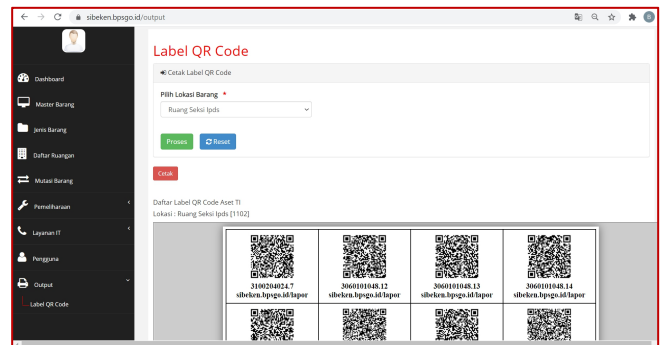 sibeken.bpsgo.id/output
S
Label QR Code
Cetak Label QR Code
Pilih Lokasi Barang *
Ruang Seksi Ipds
Proses
Reset
Cetak
Daftar Label QR Code Aset TI
Lokasi : Ruang Seksi Ipds [1102]
Dashboard
Master Barang
Jenis Barang
Daftar Ruangan
Mutasi Barang
Pemeliharaan
Layanan IT
Pengguna
Output
Label QR Code
3100204024.7
sibeken.bpsgo.id/lapor
3060101048.12
sibeken.bpsgo.id/lapor
3060101048.13
sibeken.bpsgo.id/lapor
3060101048.14
sibeken.bpsgo.id/lapor